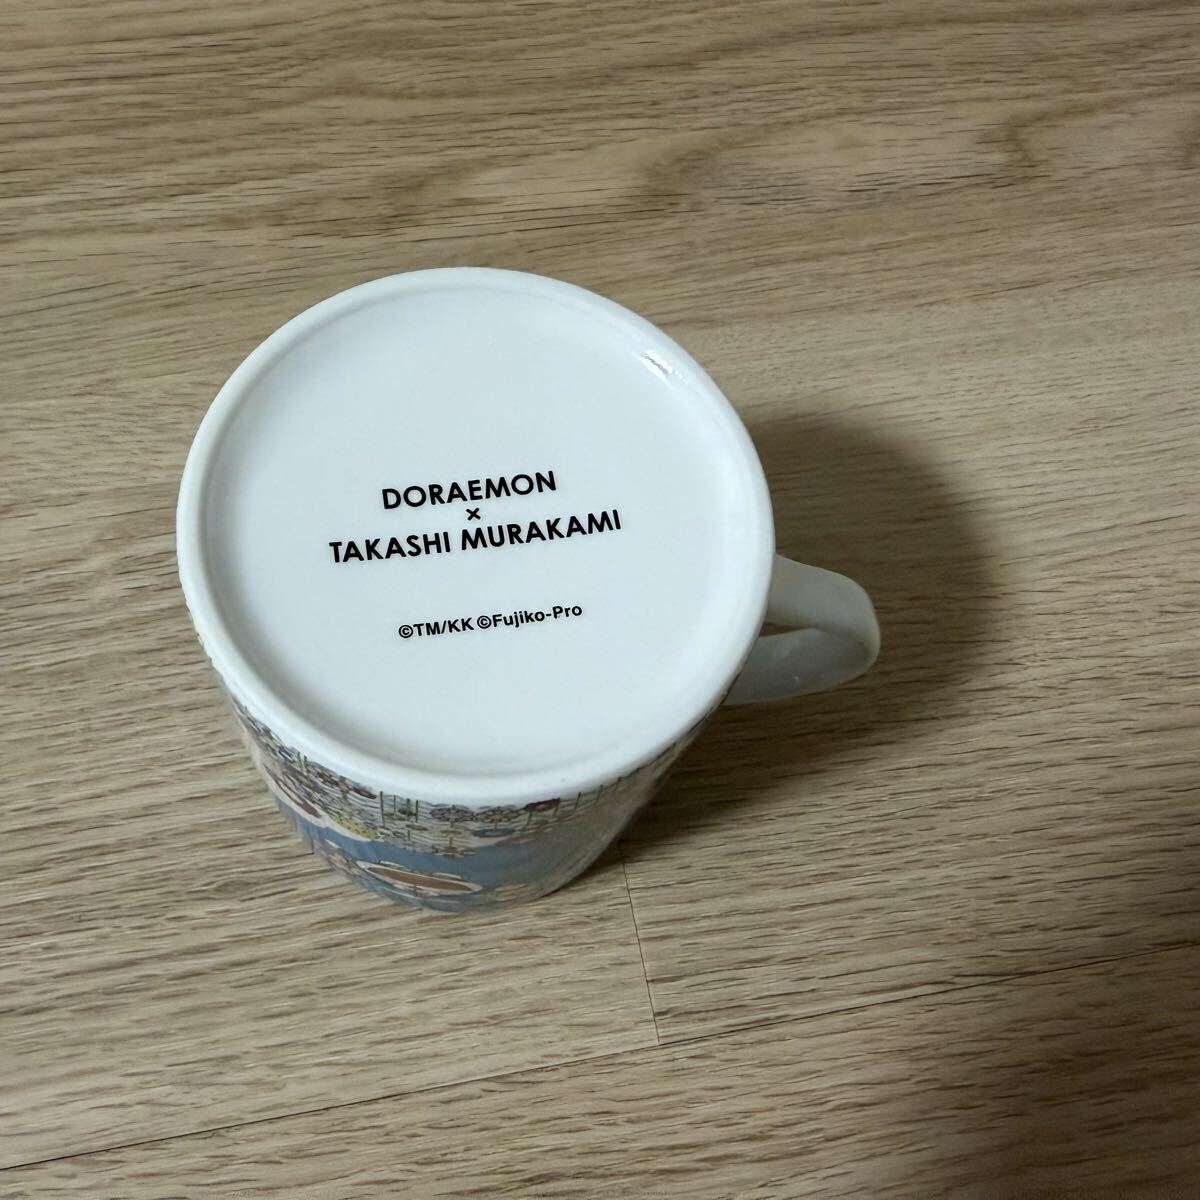 DORAEMON
×
TAKASHI MURAKAMI
©TM/KK ©Fujiko-Pro